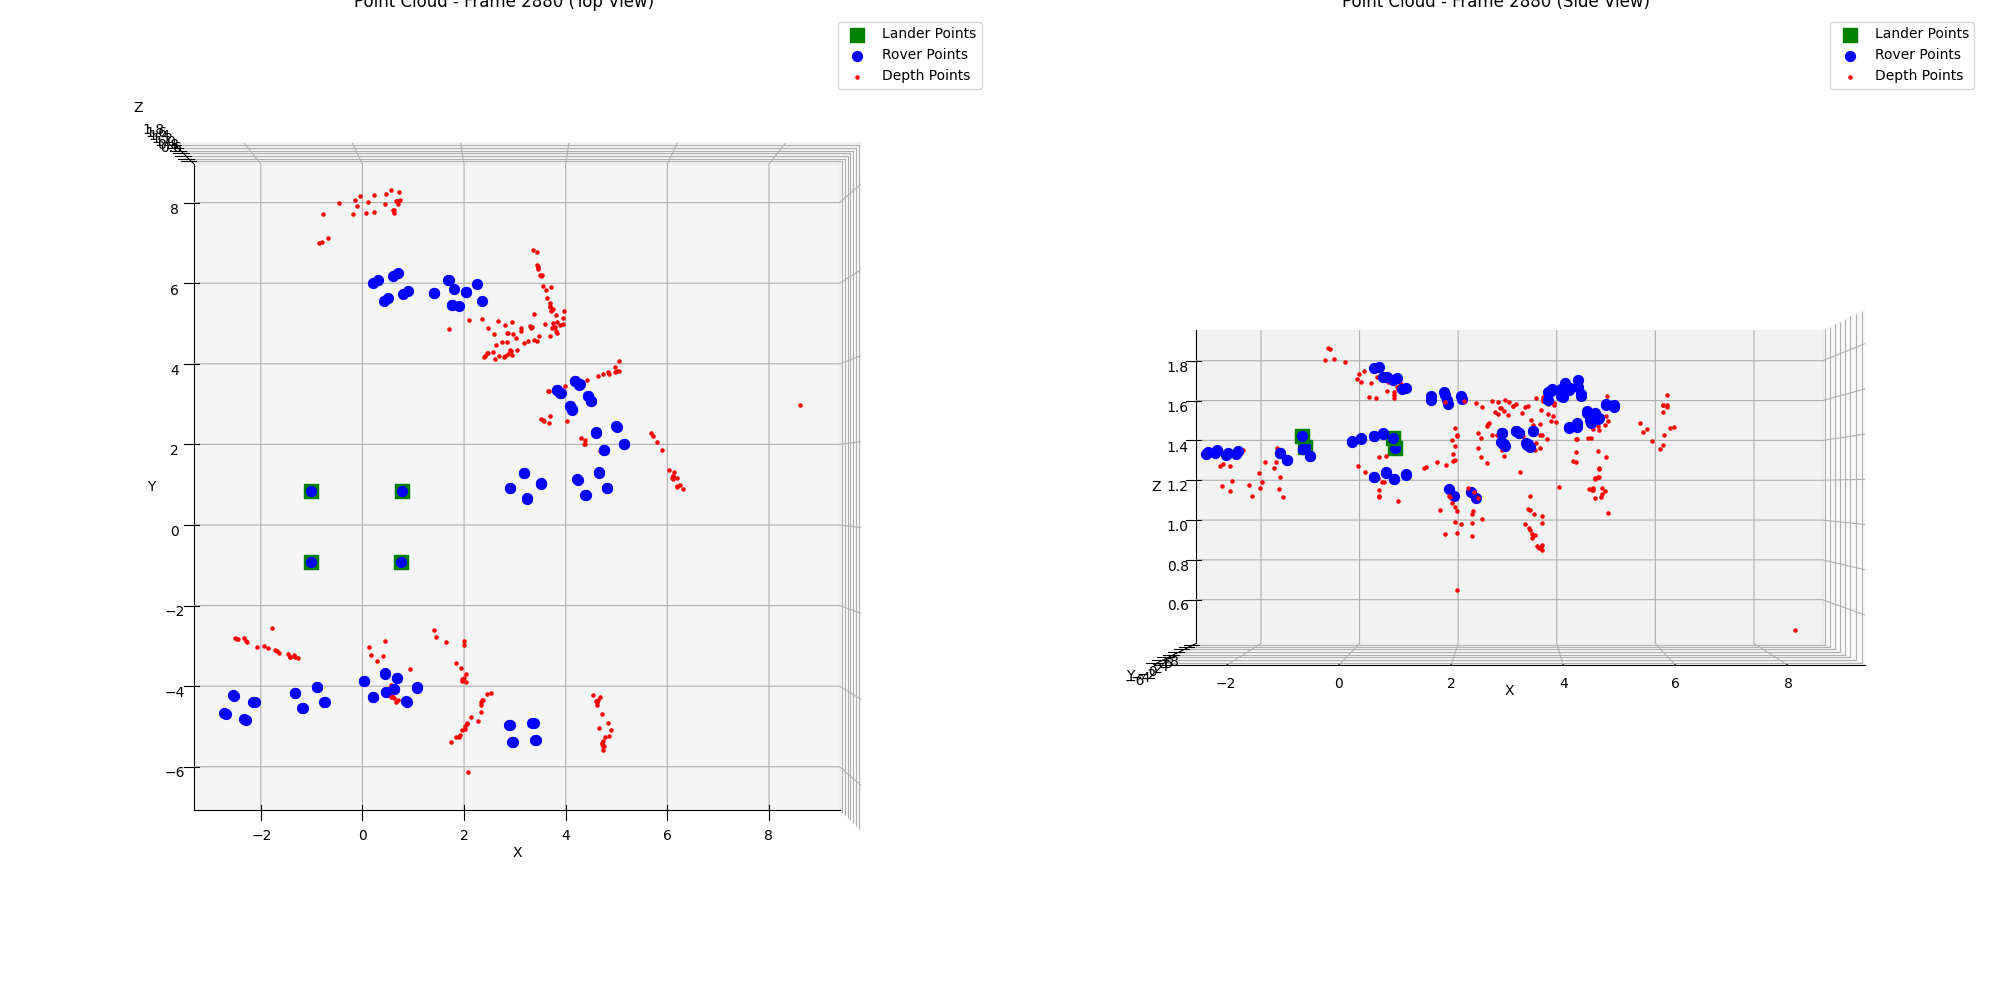 Point Cloud - Frame 2880 (Top View)
Lander Points
Rover Points
Depth Points
Z
1.8
8
6
4
2
0
−2
−4
−6
Y
−2
0
2
4
6
8
X
Point Cloud - Frame 2880 (Side View)
Lander Points
Rover Points
Depth Points
1.8
1.6
1.4
Z 1.2
1.0
0.8
0.6
Y
−2
0
2
4
6
8
X